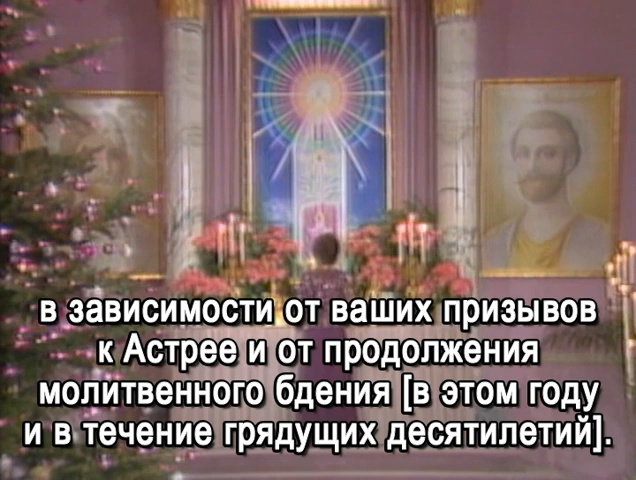 в зависимости от ваших призывов
к Астрее и от продолжения
молитвенного бдения [в этом году
и в течение грядущих десятилетий].